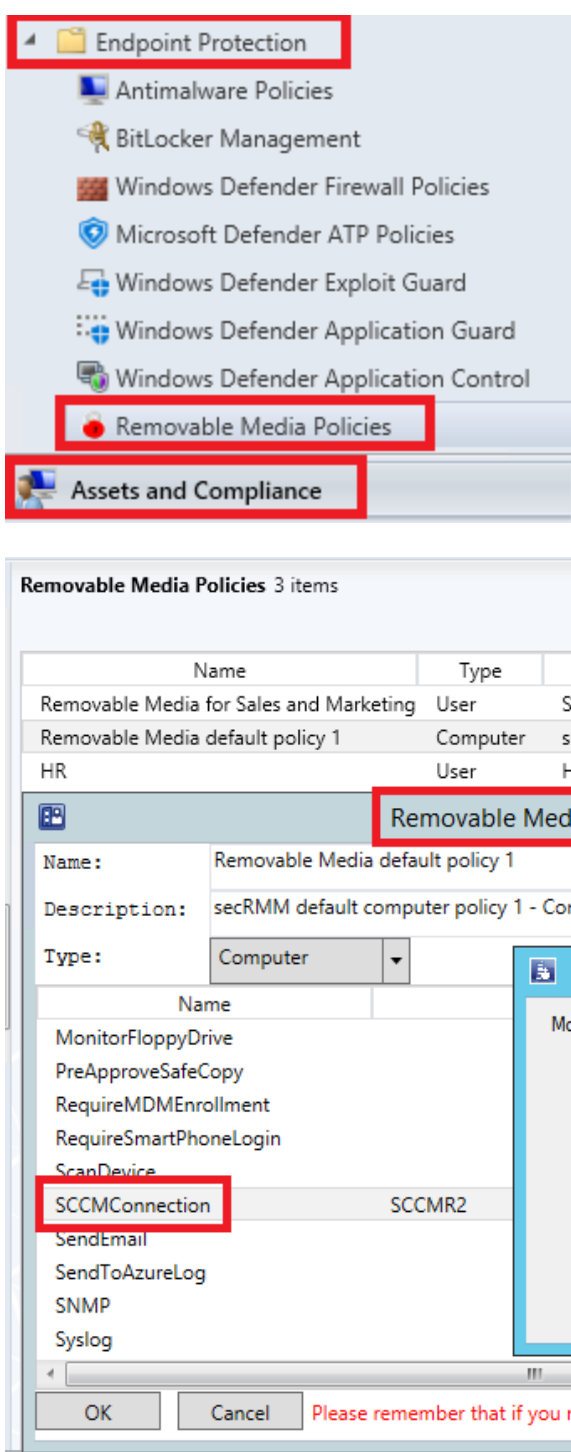 Endpoint Protection
Antimalware Policies
BitLocker Management
Windows Defender Firewall Policies
Microsoft Defender ATP Policies
Windows Defender Exploit Guard
Windows Defender Application Guard
Windows Defender Application Control
Removable Media Policies
Assets and Compliance
Removable Media Policies 3 items
Name Type
Removable Media for Sales and Marketing User S
Removable Media default policy 1 Computer s
HR User H
Removable Med
Name: Removable Media default policy 1
Description: secRMM default computer policy 1 - Cor
Type: Computer
Name
MonitorFloppyDrive
PreApproveSafeCopy
RequireMDMEnrollment
RequireSmartPhoneLogin
ScanDevice
SCCMConnection SCCMR2
SendEmail
SendToAzureLog
SNMP
Syslog
Mo
OK Cancel Please remember that if you